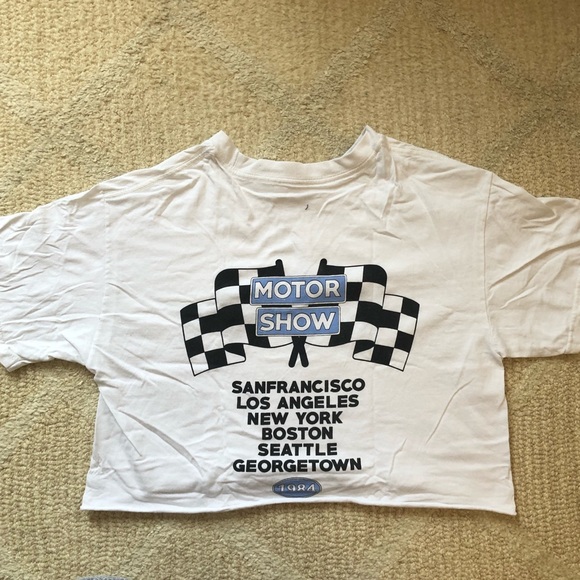 MOTOR
SHOW
SANFRANCISCO
LOS ANGELES
NEW YORK
BOSTON
SEATTLE
GEORGETOWN
1984